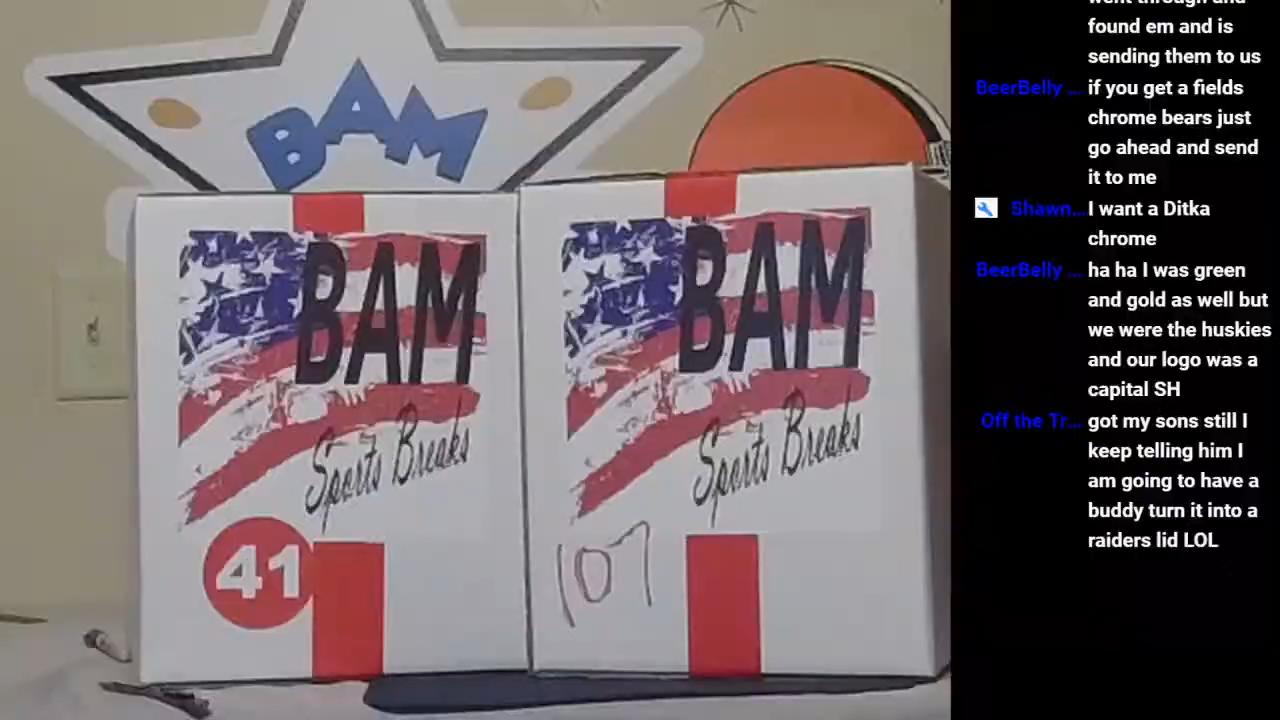 BAM
BAM
Sports Breaks
41
BAM
Sports Breaks
107
went through and
found em and is
sending them to us
BeerBelly ... if you get a fields
chrome bears just
go ahead and send
it to me
Shawn... I want a Ditka
chrome
BeerBelly ... ha ha I was green
and gold as well but
we were the huskies
and our logo was a
capital SH
Off the Tr... got my sons still I
keep telling him I
am going to have a
buddy turn it into a
raiders lid LOL